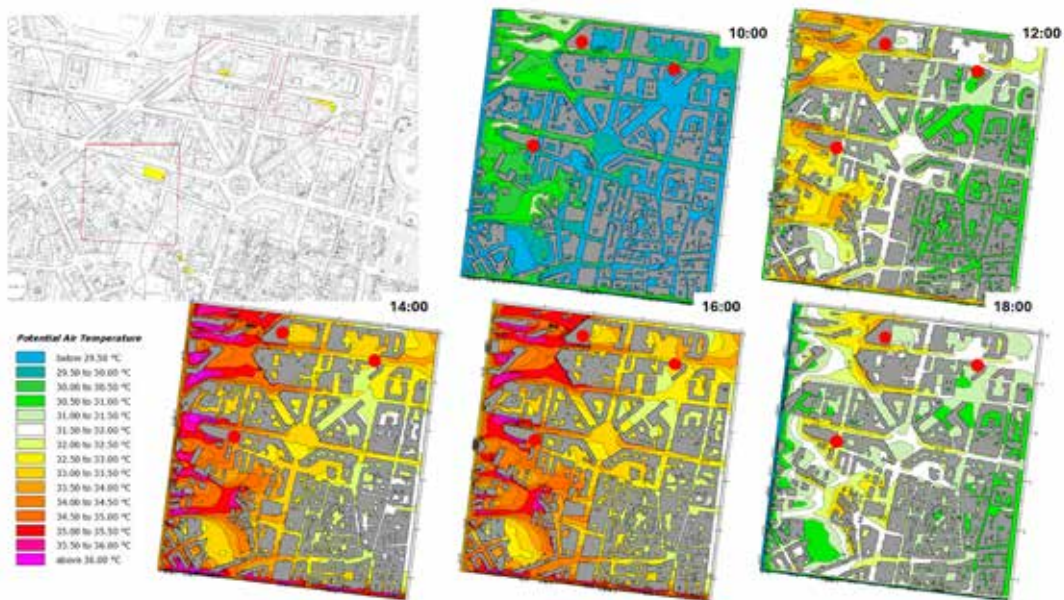 10:00
12:00
14:00
16:00
18:00
Potential Air Temperature
below 29.50 °C
29.50 to 30.00 °C
30.00 to 30.50 °C
30.50 to 31.00 °C
31.00 to 31.50 °C
31.50 to 32.00 °C
32.00 to 32.50 °C
32.50 to 33.00 °C
33.00 to 33.50 °C
33.50 to 34.00 °C
34.00 to 34.50 °C
34.50 to 35.00 °C
35.00 to 35.50 °C
35.50 to 36.00 °C
above 36.00 °C